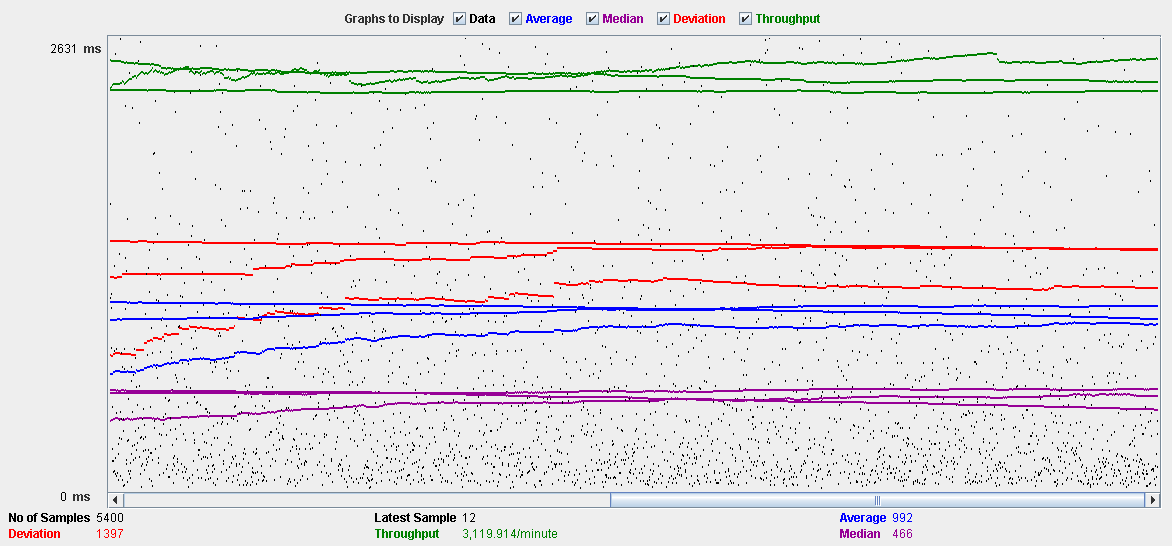 Graphs to Display Data Average Median Deviation Throughput
2631 ms
0 ms
No of Samples 5400 Latest Sample 12 Average 992
Deviation 1397 Throughput 3,119.914/minute Median 466